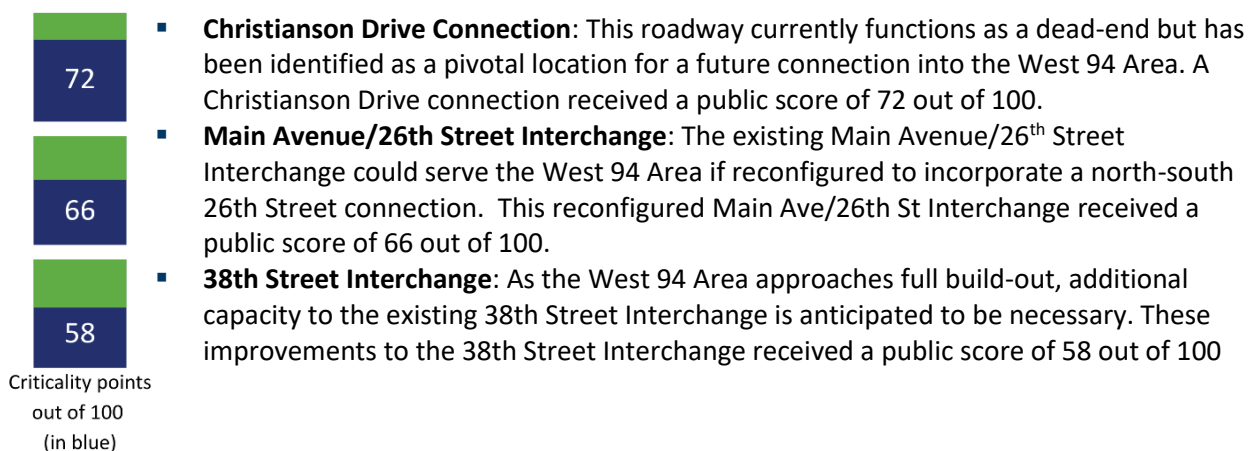 72
▪ Christianson Drive Connection: This roadway currently functions as a dead-end but has
been identified as a pivotal location for a future connection into the West 94 Area. A
Christianson Drive connection received a public score of 72 out of 100.
66
▪ Main Avenue/26th Street Interchange: The existing Main Avenue/26th Street
Interchange could serve the West 94 Area if reconfigured to incorporate a north-south
26th Street connection.  This reconfigured Main Ave/26th St Interchange received a
public score of 66 out of 100.
58
▪ 38th Street Interchange: As the West 94 Area approaches full build-out, additional
capacity to the existing 38th Street Interchange is anticipated to be necessary. These
improvements to the 38th Street Interchange received a public score of 58 out of 100
Criticality points
out of 100
(in blue)